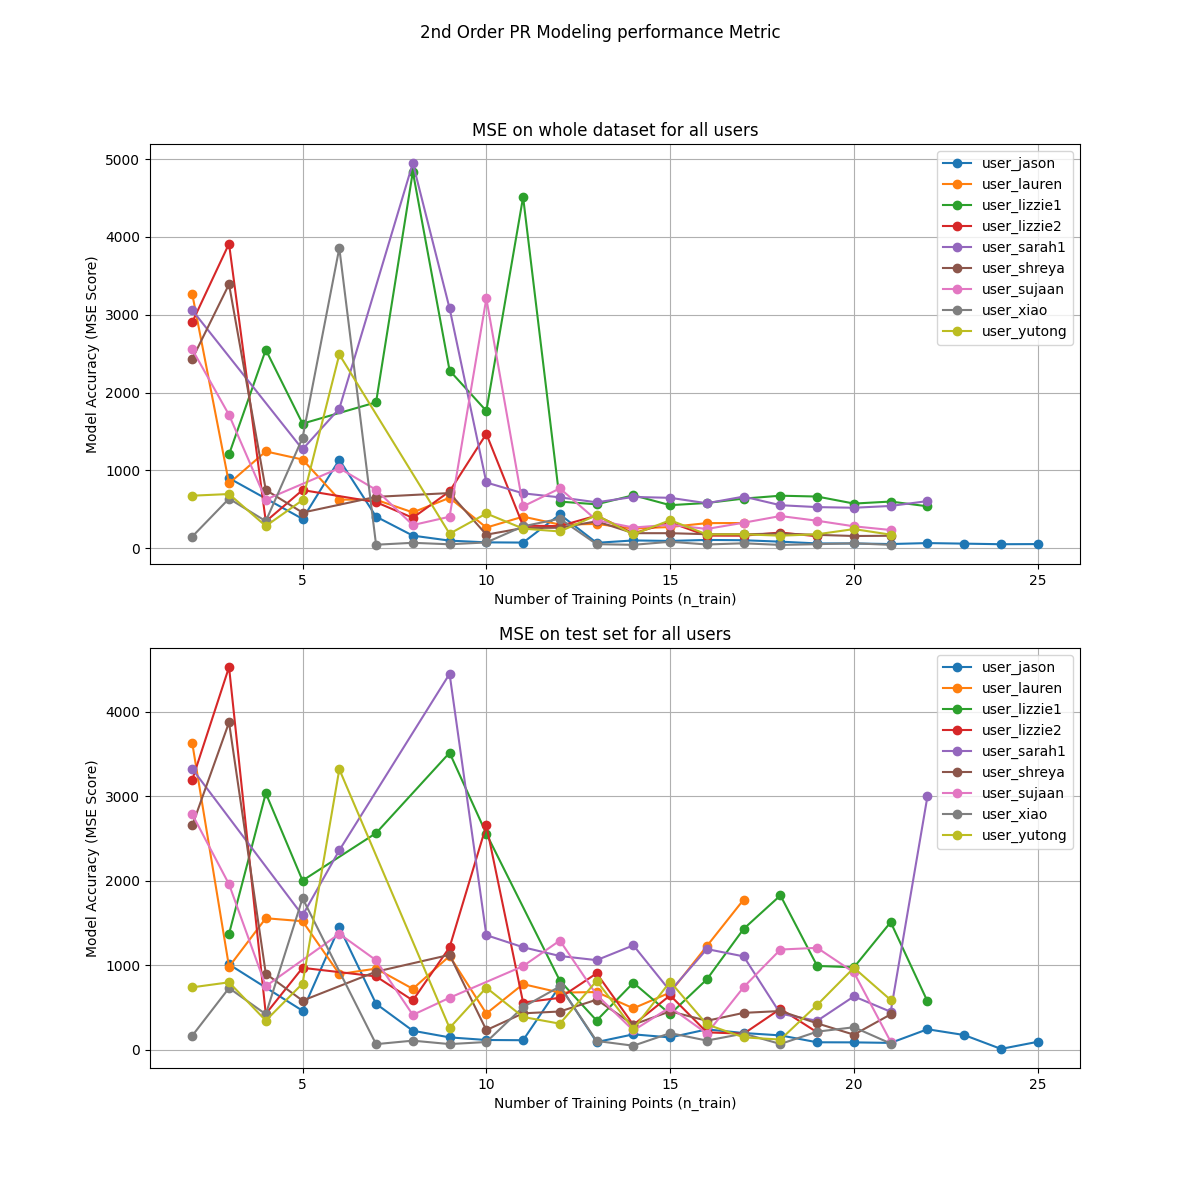 2nd Order PR Modeling performance Metric
MSE on whole dataset for all users
Model Accuracy (MSE Score)
5000
4000
3000
2000
1000
0
5 10 15 20 25
Number of Training Points (n_train)
user_jason
user_lauren
user_lizzie1
user_lizzie2
user_sarah1
user_shreya
user_sujaan
user_xiao
user_yutong
MSE on test set for all users
Model Accuracy (MSE Score)
4000
3000
2000
1000
0
5 10 15 20 25
Number of Training Points (n_train)
user_jason
user_lauren
user_lizzie1
user_lizzie2
user_sarah1
user_shreya
user_sujaan
user_xiao
user_yutong